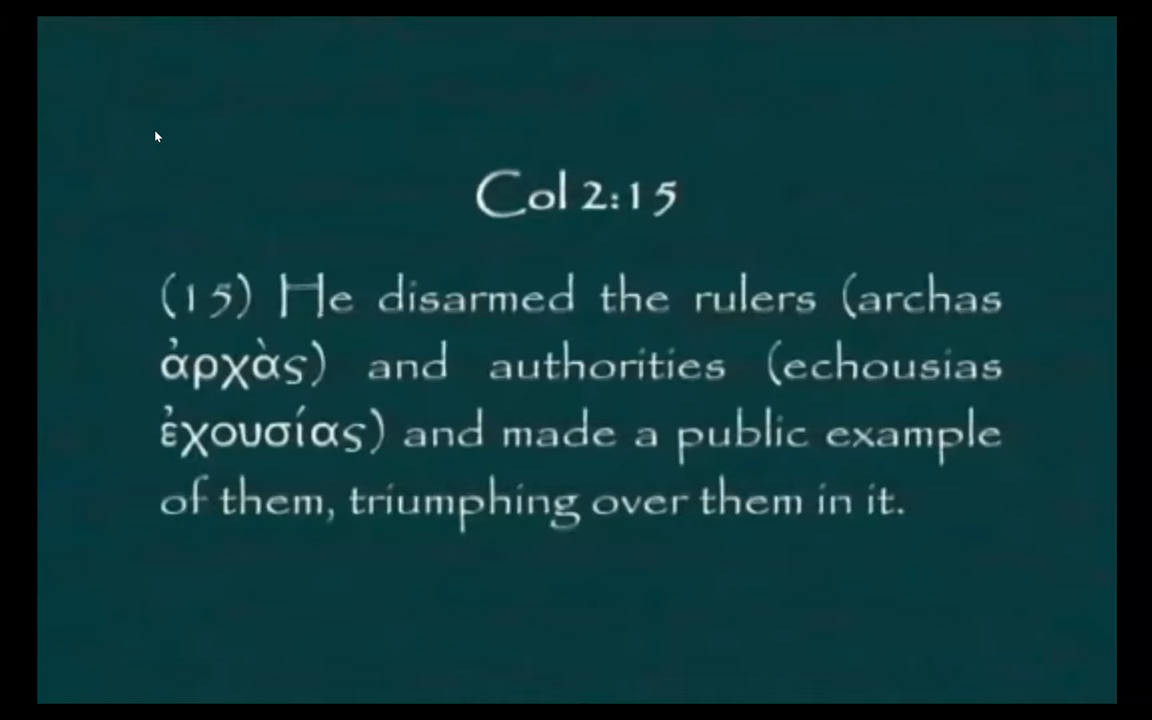 Col 2:15
(15) He disarmed the rulers (archas
ἀρχὰς) and authorities (echousias
ἐχουσίας) and made a public example
of them, triumphing over them in it.